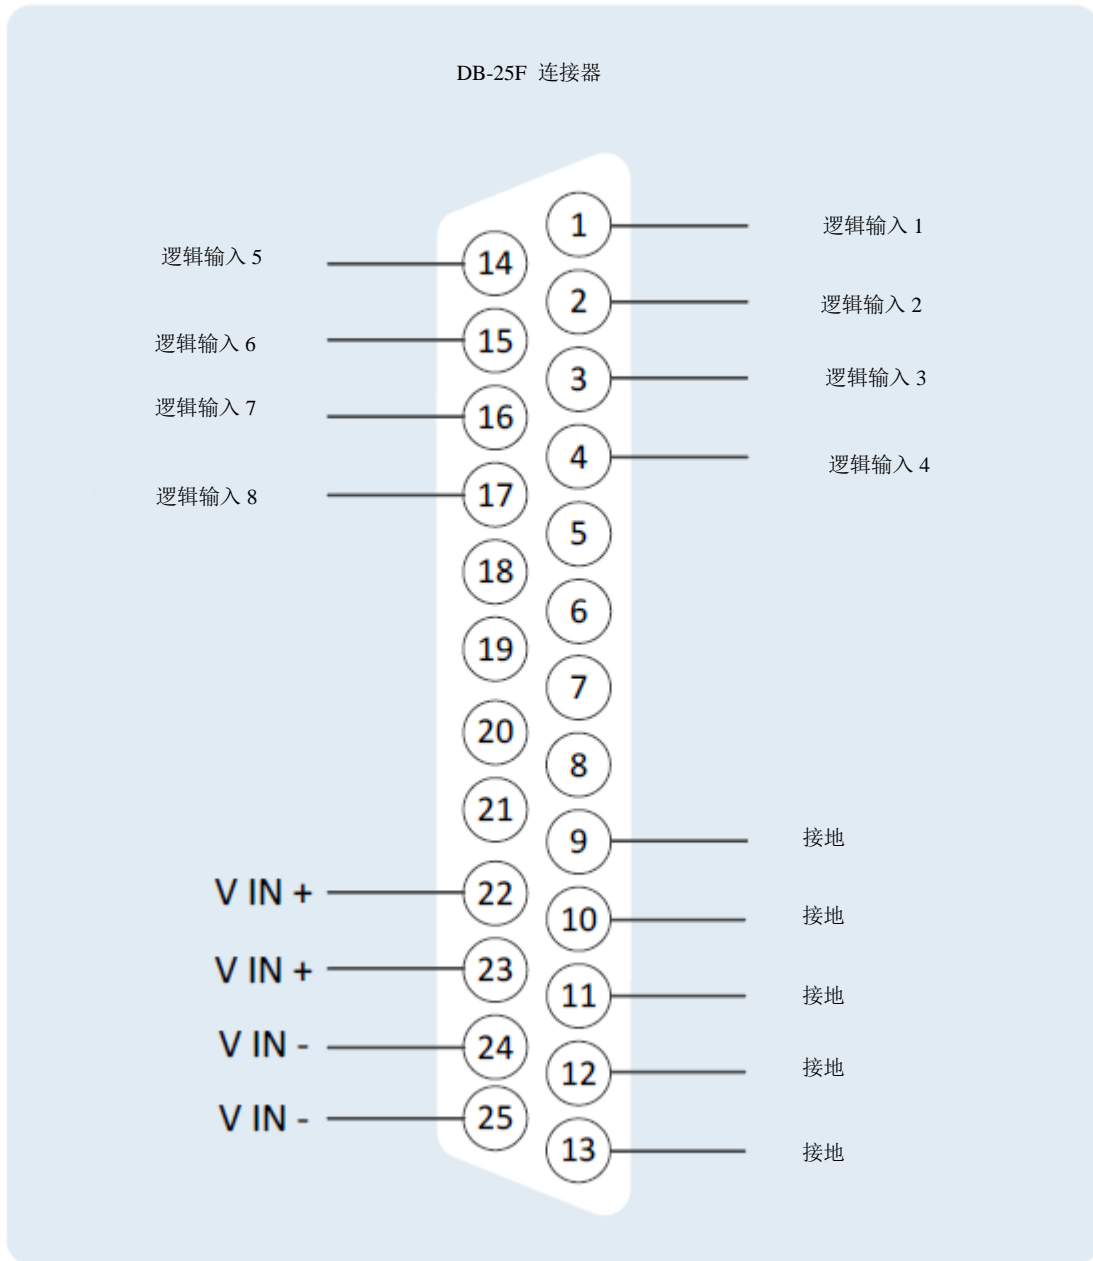 DB-25F 连接器
1 逻辑输入 1
逻辑输入 5 14
2 逻辑输入 2
逻辑输入 6 15
3 逻辑输入 3
逻辑输入 7 16
4 逻辑输入 4
逻辑输入 8 17
5
18
6
19
7
20
8
21
9 接地
V IN + 22
10 接地
V IN + 23
11 接地
V IN - 24
12 接地
V IN - 25
13 接地